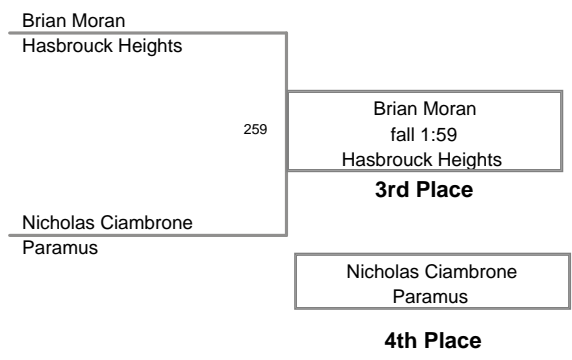 Brian Moran
Hasbrouck Heights
259
Brian Moran
fall 1:59
Hasbrouck Heights
3rd Place
Nicholas Ciambrone
Paramus
Nicholas Ciambrone
Paramus
4th Place